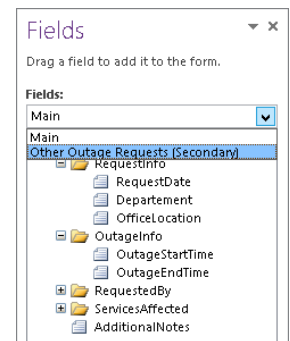 Fields
Drag a field to add it to the form.
Fields:
Main
Main
Other Outage Requests (Secondary)
RequestInfo
RequestDate
Departement
OfficeLocation
OutageInfo
OutageStartTime
OutageEndTime
RequestedBy
ServicesAffected
AdditionalNotes